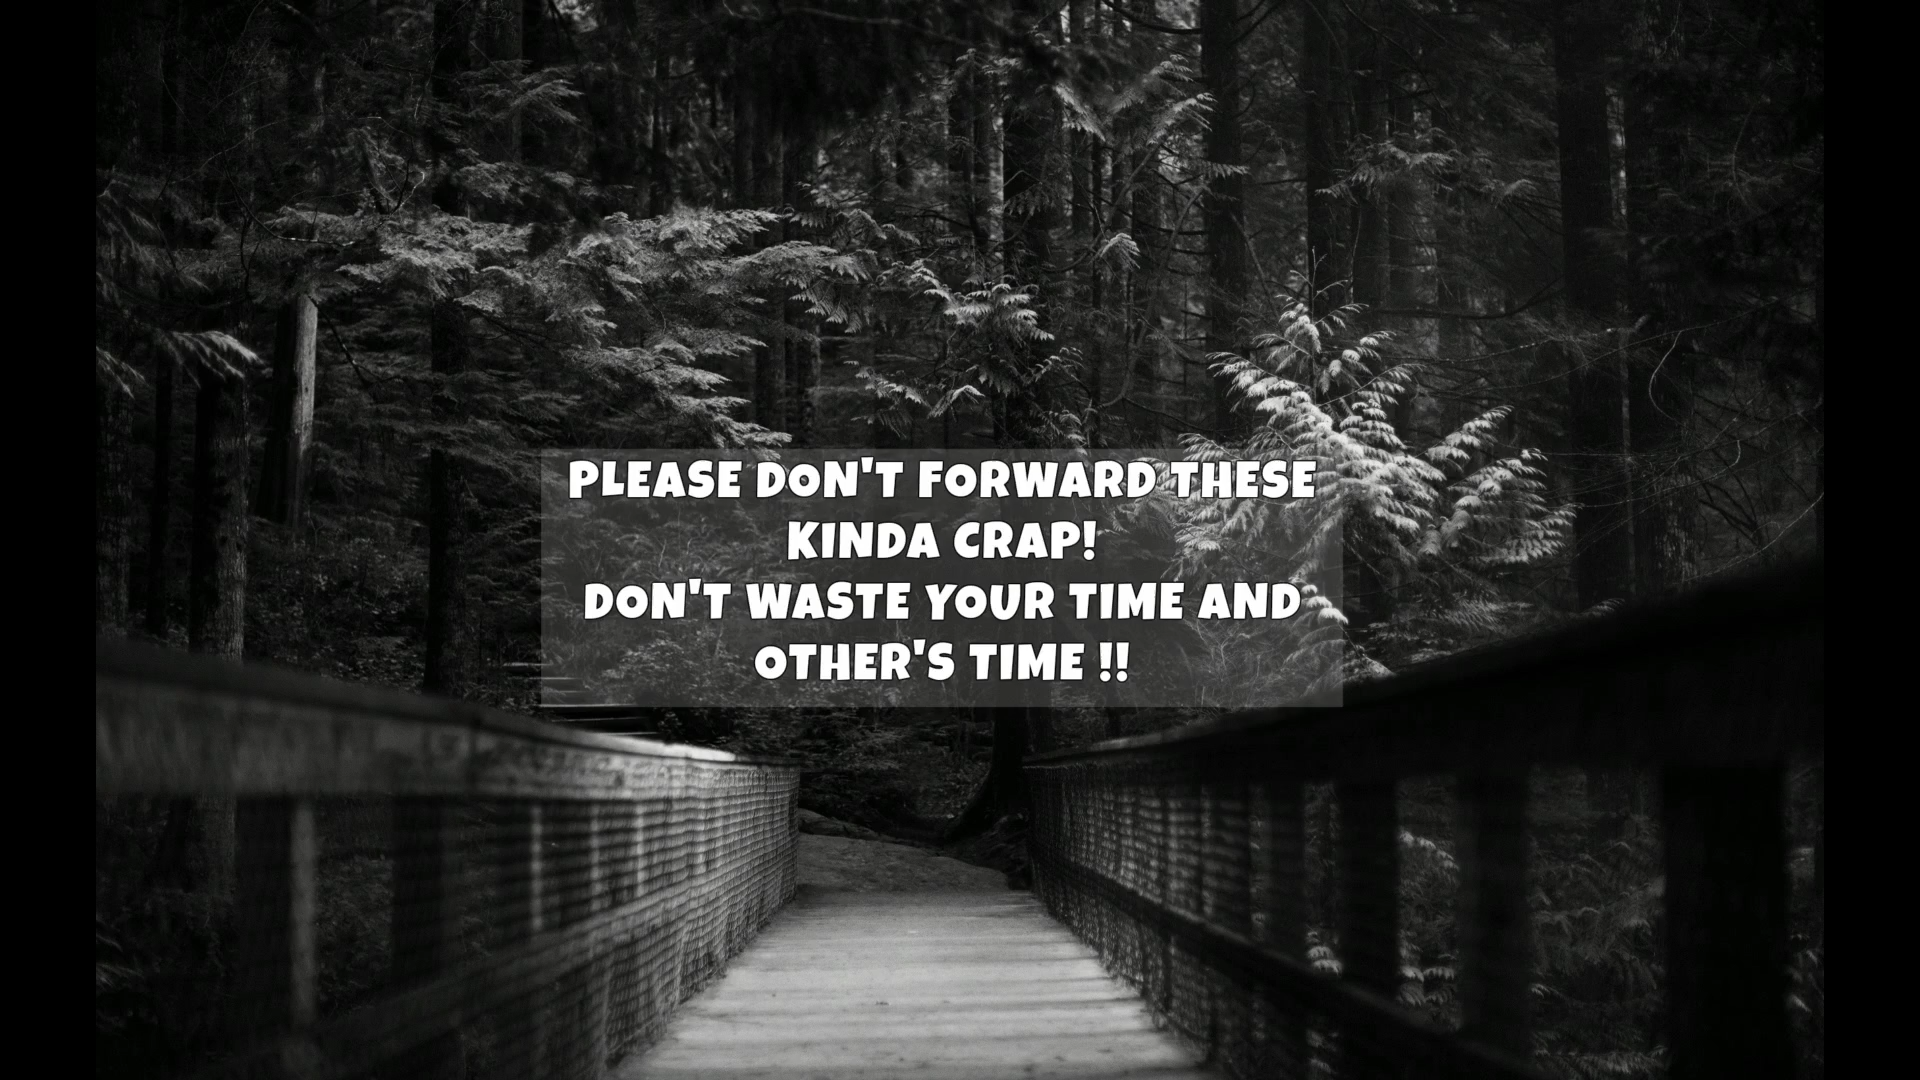 PLEASE DON'T FORWARD THESE
KINDA CRAP!
DON'T WASTE YOUR TIME AND
OTHER'S TIME !!